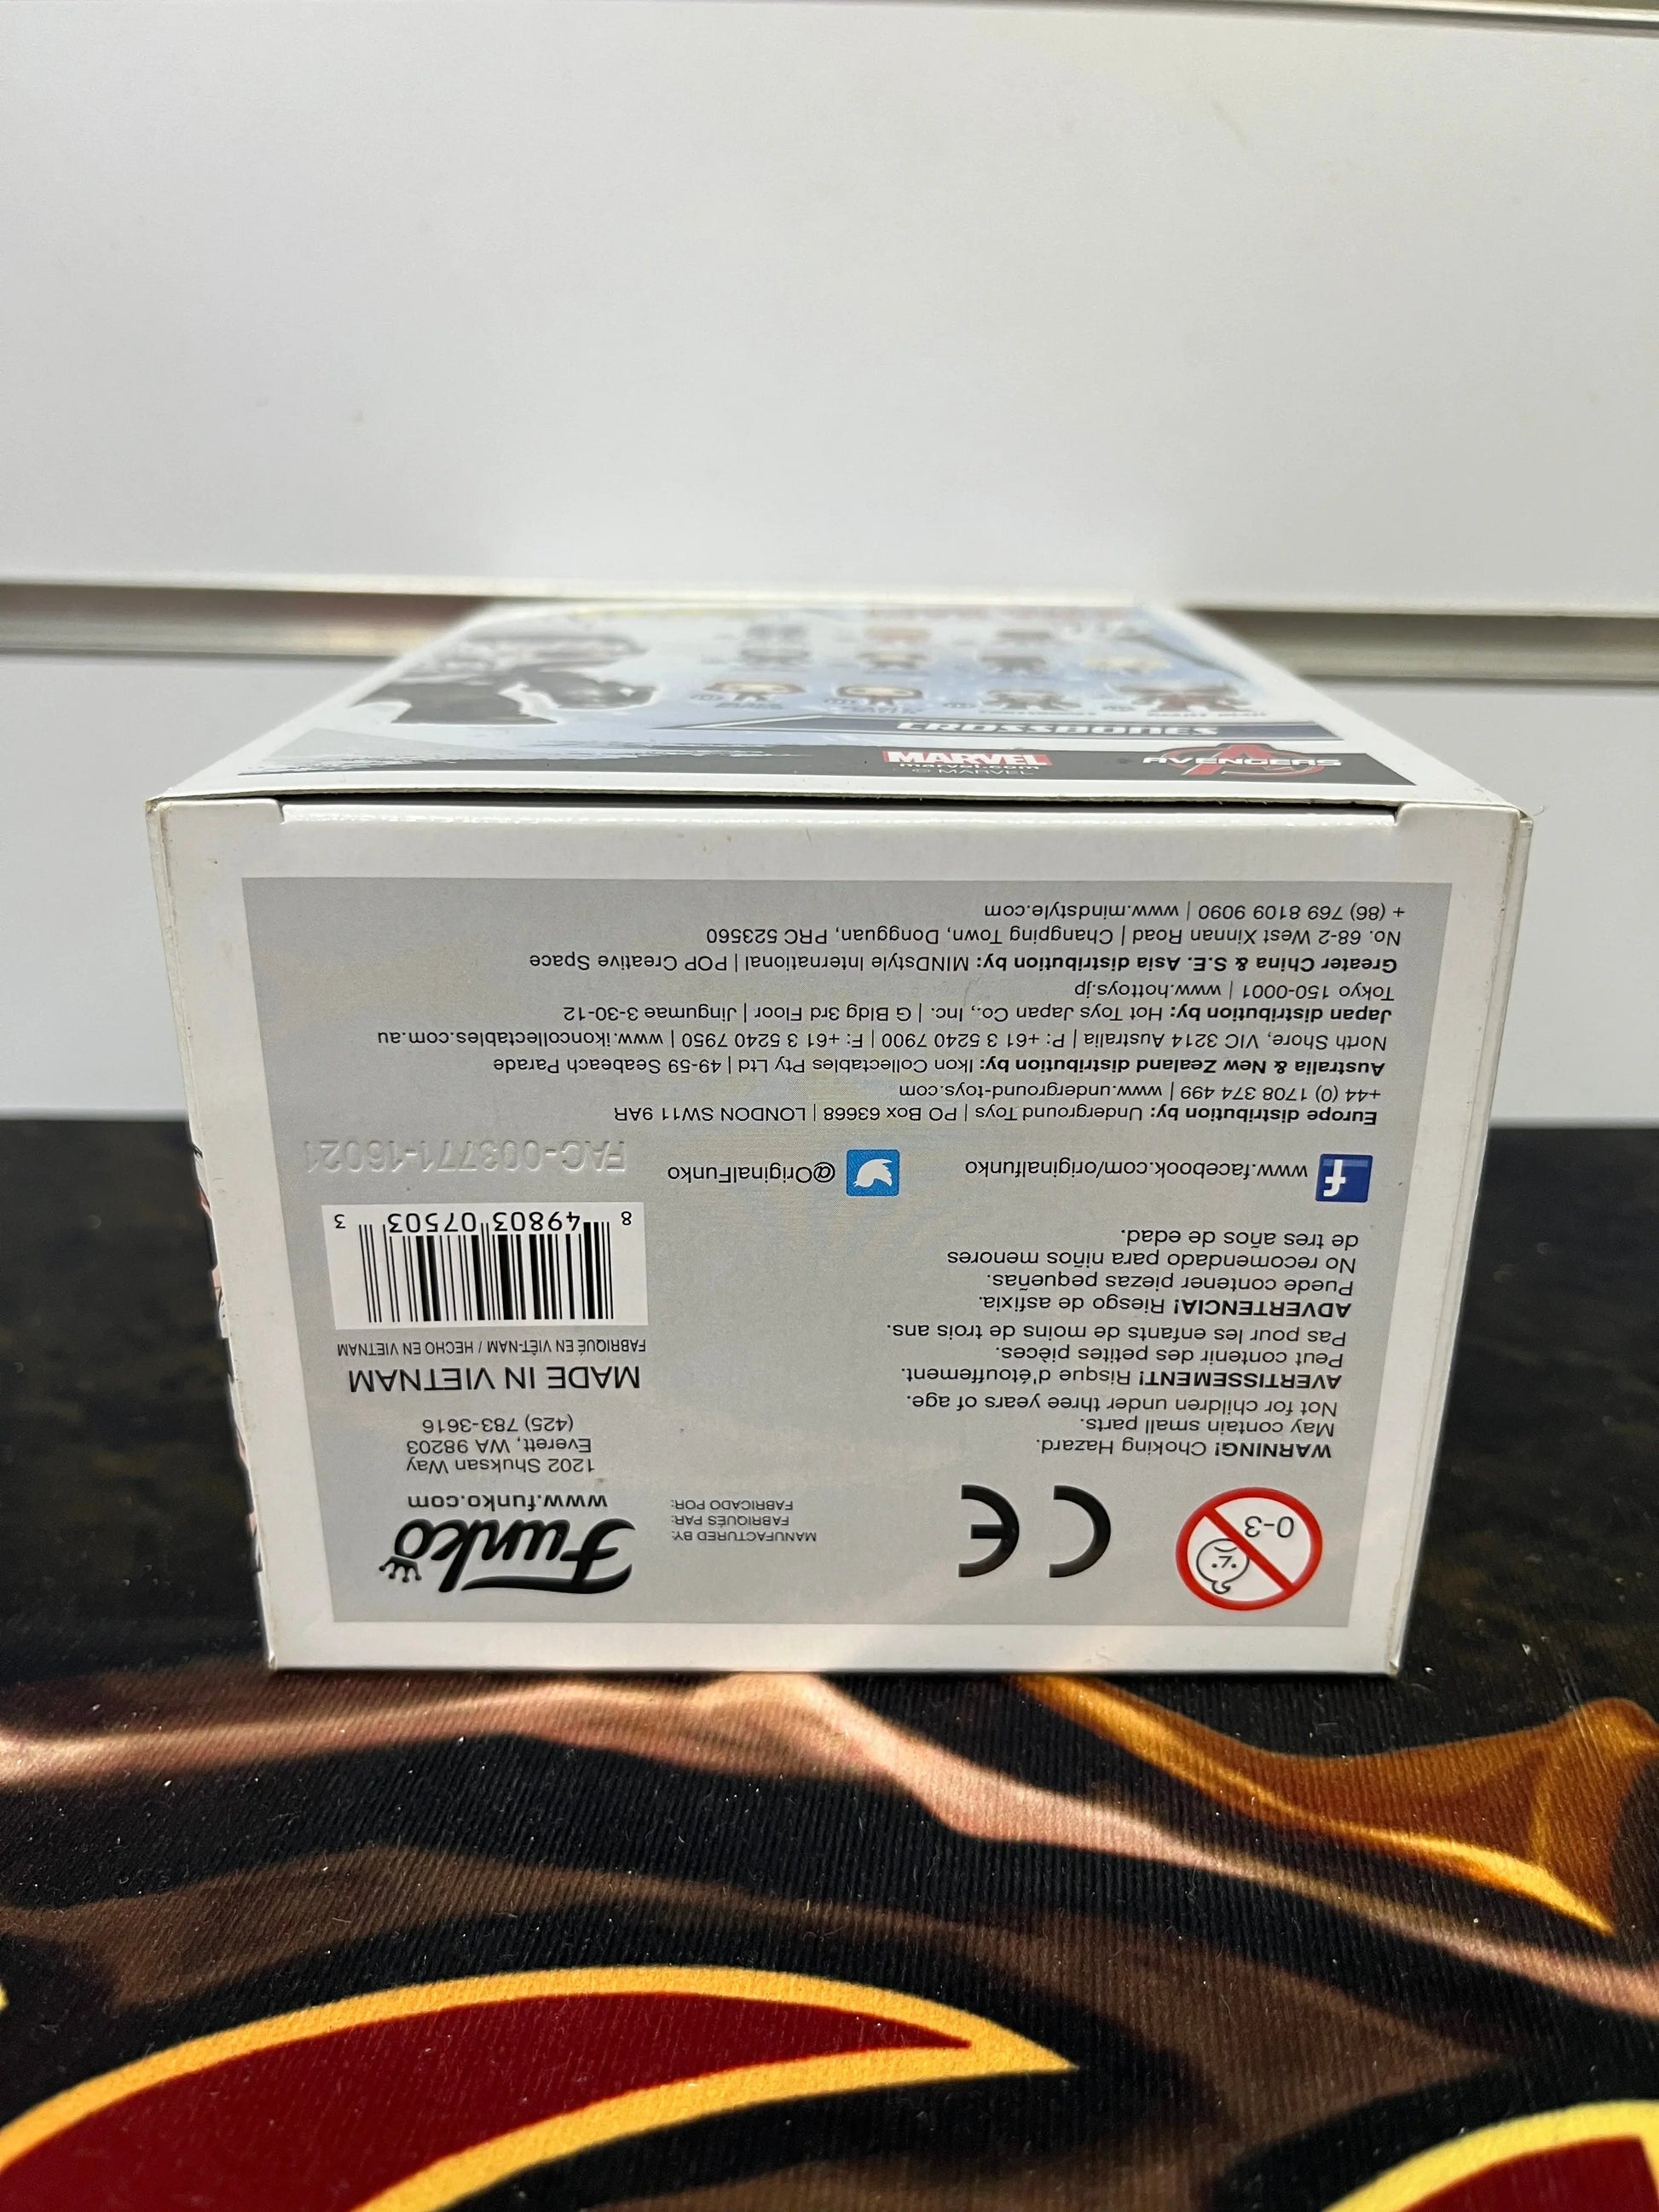 Funko
www.funko.com
1202 Shuksan Way
Everett, WA 98203
(425) 783-3616
MANUFACTURED BY:
FABRIQUÉS PAR:
FABRICADO POR:
CE
0-3
WARNING! Choking Hazard.
May contain small parts.
Not for children under three years of age.
AVERTISSEMENT! Risque d'étouffement.
Peut contenir des petites pièces.
Pas pour les enfants de moins de trois ans.
ADVERTENCIA! Riesgo de asfixia.
Puede contener piezas pequeñas.
No recomendado para niños menores
de tres años de edad.
MADE IN VIETNAM
FABRIQUÉ EN VIÊT-NAM / HECHO EN VIETNAM
8 49803 07503 3
FAC-003771-16021
www.facebook.com/originalfunko
@OriginalFunko
Europe distribution by: Underground Toys | PO Box 63668 | LONDON SW11 9AR
+44 (0) 1708 374 499 | www.underground-toys.com
Australia & New Zealand distribution by: Ikon Collectables Pty Ltd | 49-59 Seabeach Parade
North Shore, VIC 3214 Australia | P: +61 3 5240 7900 | F: +61 3 5240 7950 | www.ikoncollectables.com.au
Japan distribution by: Hot Toys Japan Co., Inc. | G Bldg 3rd Floor | Jingumae 3-30-12
Tokyo 150-0001 | www.hottoys.jp
Greater China & S.E. Asia distribution by: MINDstyle International | POP Creative Space
No. 68-2 West Xinnan Road | Changping Town, Dongguan, PRC 523560
+ (86) 769 8109 9090 | www.mindstyle.com
AVENGERS
MARVEL
marvel.com
© MARVEL
CROSSBONES